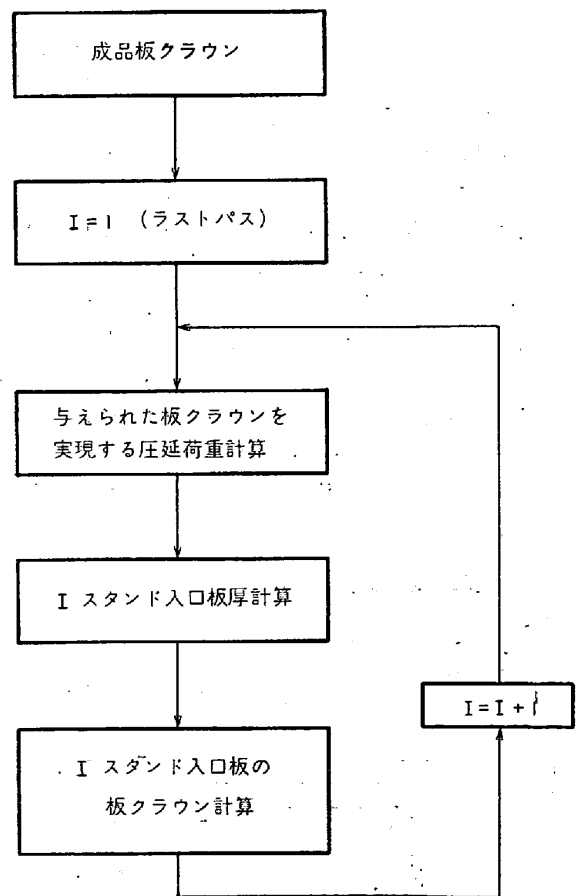 成品板クラウン
I=1 (ラストパス)
与えられた板クラウンを
実現する圧延荷重計算
I スタンド入口板厚計算
I スタンド入口板の
板クラウン計算
I=I+1